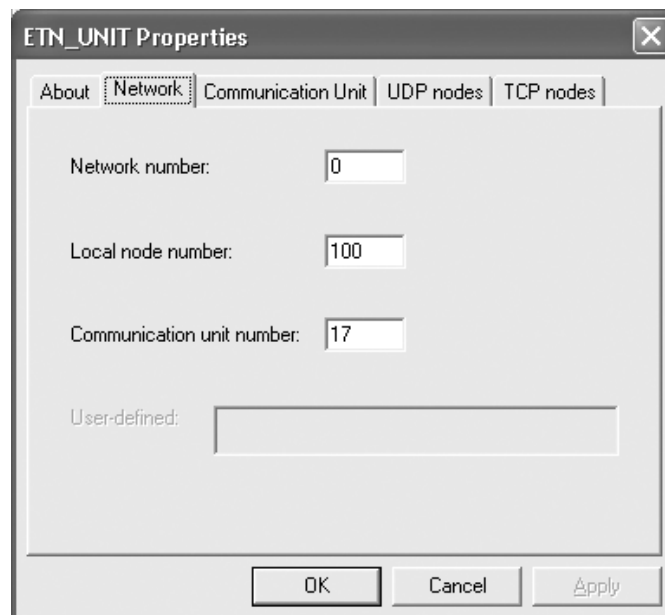 ETN_UNIT Properties
About Network Communication Unit UDP nodes TCP nodes
Network number: 0
Local node number: 100
Communication unit number: 17
User-defined:
OK Cancel Apply